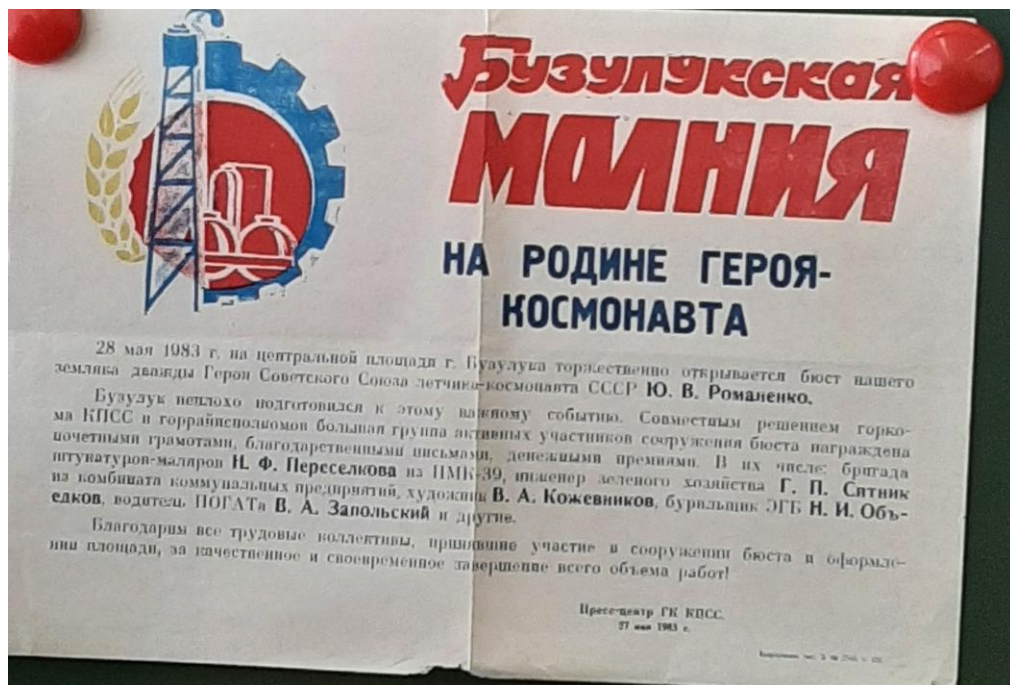 Бузулукская
МОЛНИЯ
НА РОДИНЕ ГЕРОЯ-
КОСМОНАВТА
28 мая 1983 г. на центральной площади г. Бузулука торжественно открывается бюст нашего
земляка дважды Героя Советского Союза летчика-космонавта СССР Ю. В. Романенко.
Бузулук неплохо подготовился к этому важному событию. Совместным решением горко-
ма КПСС и горрайисполкомов большая группа активных участников сооружения бюста награждена
почетными грамотами, благодарственными письмами, денежными премиями. В их числе: бригада
штукатуров-маляров Н. Ф. Переселкова из ПМК-39, инженер зеленого хозяйства Г. П. Ситник
из комбината коммунальных предприятий, художник В. А. Кожевников, бурильщик ЭГБ Н. И. Объ-
едков, водитель ПОГАТа В. А. Запольский и другие.
Благодарим все трудовые коллективы, принявшие участие в сооружении бюста и оформле-
нии площади, за качественное и своевременное завершение всего объема работ!
Пресс-центр ГК КПСС.
27 мая 1983 г.